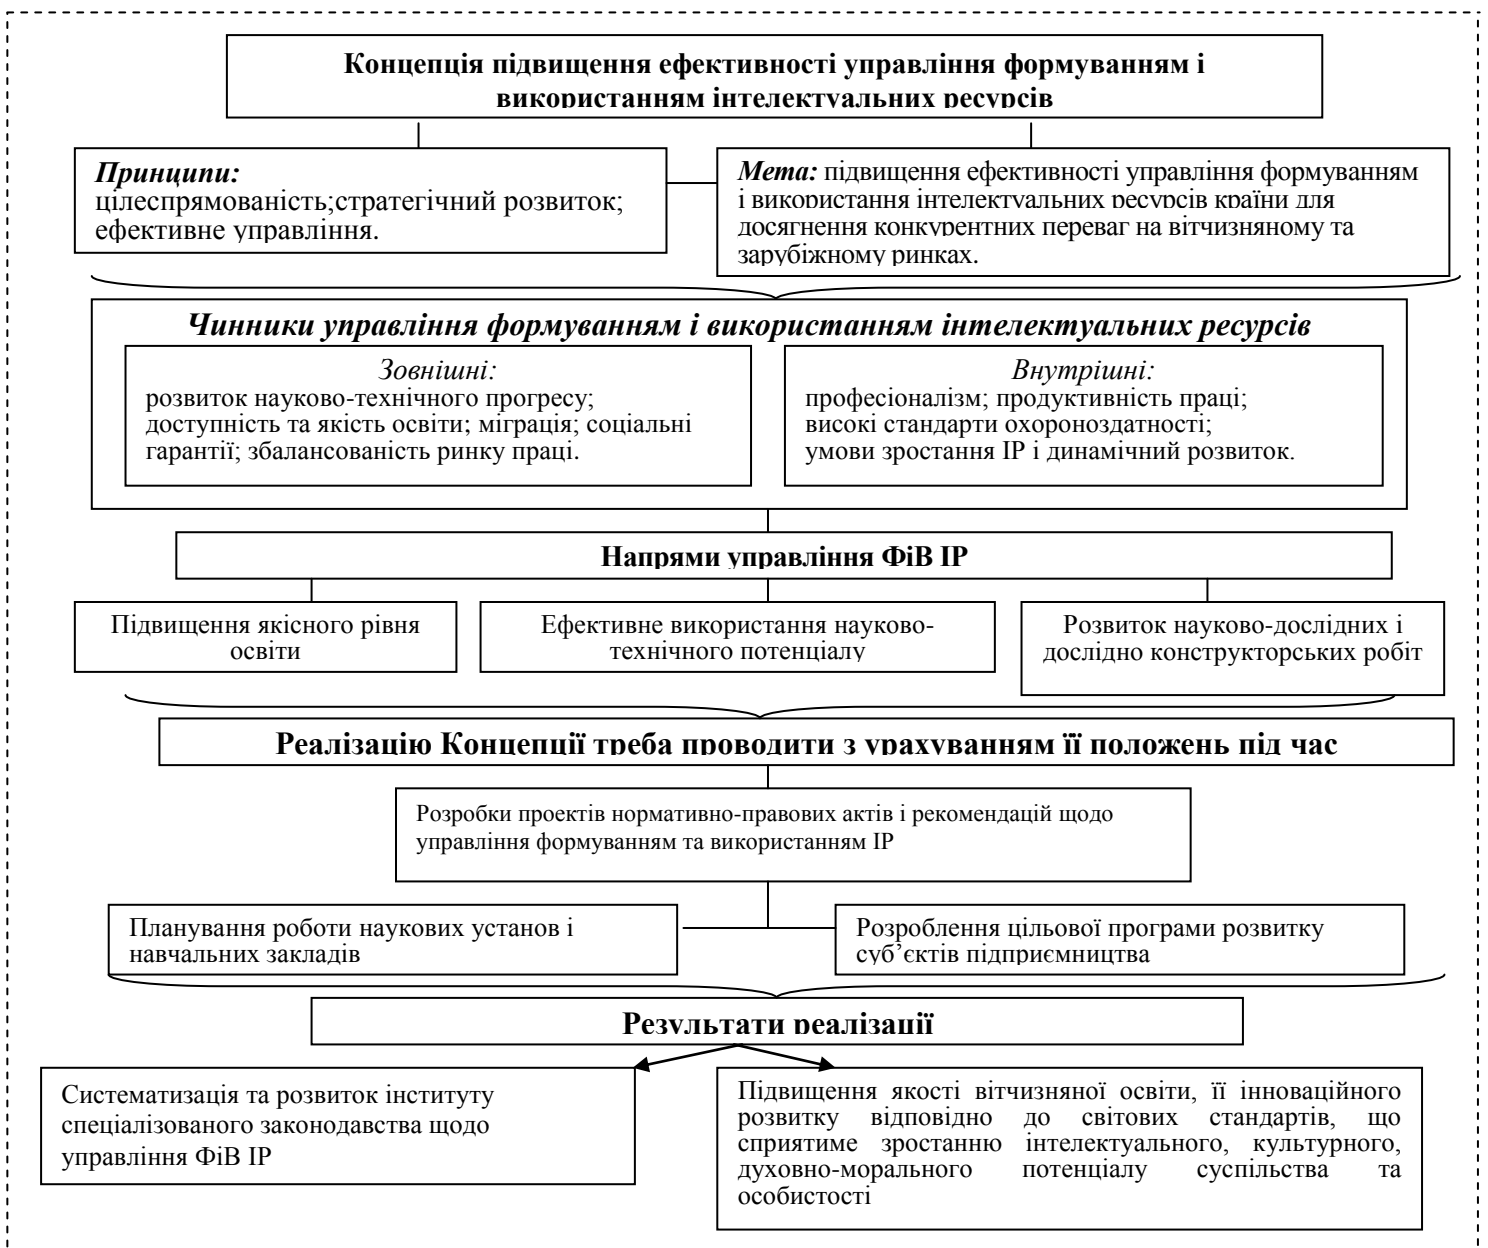 Концепція підвищення ефективності управління формуванням і
використанням інтелектуальних ресурсів
Принципи:
цілеспрямованість;стратегічний розвиток;
ефективне управління.
Мета: підвищення ефективності управління формуванням
і використання інтелектуальних ресурсів країни для
досягнення конкурентних переваг на вітчизняному та
зарубіжному ринках.
Чинники управління формуванням і використанням інтелектуальних ресурсів
Зовнішні:
розвиток науково-технічного прогресу;
доступність та якість освіти; міграція; соціальні
гарантії; збалансованість ринку праці.
Внутрішні:
професіоналізм; продуктивність праці;
високі стандарти охороноздатності;
умови зростання ІР і динамічний розвиток.
Напрями управління ФіВ ІР
Підвищення якісного рівня
освіти
Ефективне використання науково-
технічного потенціалу
Розвиток науково-дослідних і
дослідно конструкторських робіт
Реалізацію Концепції треба проводити з урахуванням її положень під час
Розробки проектів нормативно-правових актів і рекомендацій щодо
управління формуванням та використанням ІР
Планування роботи наукових установ і
навчальних закладів
Розроблення цільової програми розвитку
суб’єктів підприємництва
Результати реалізації
Систематизація та розвиток інституту
спеціалізованого законодавства щодо
управління ФіВ ІР
Підвищення якості вітчизняної освіти, її інноваційного
розвитку відповідно до світових стандартів, що
сприятиме зростанню інтелектуального, культурного,
духовно-морального потенціалу суспільства та
особистості